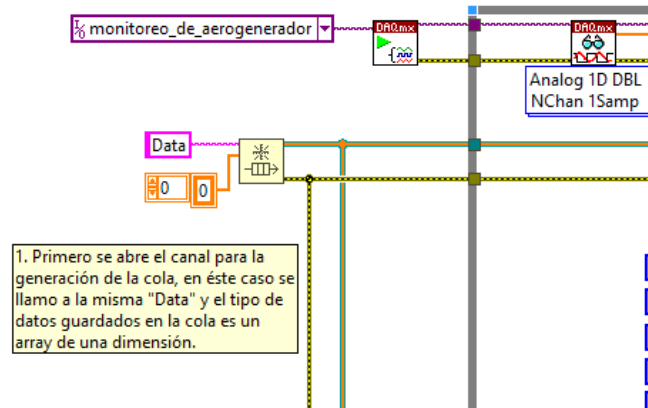 monitoreo_de_aerogenerador
DAQmx
DAQmx
Analog 1D DBL
NChan 1Samp
Data
0
0
1. Primero se abre el canal para la
generación de la cola, en éste caso se
llamo a la misma "Data" y el tipo de
datos guardados en la cola es un
array de una dimensión.